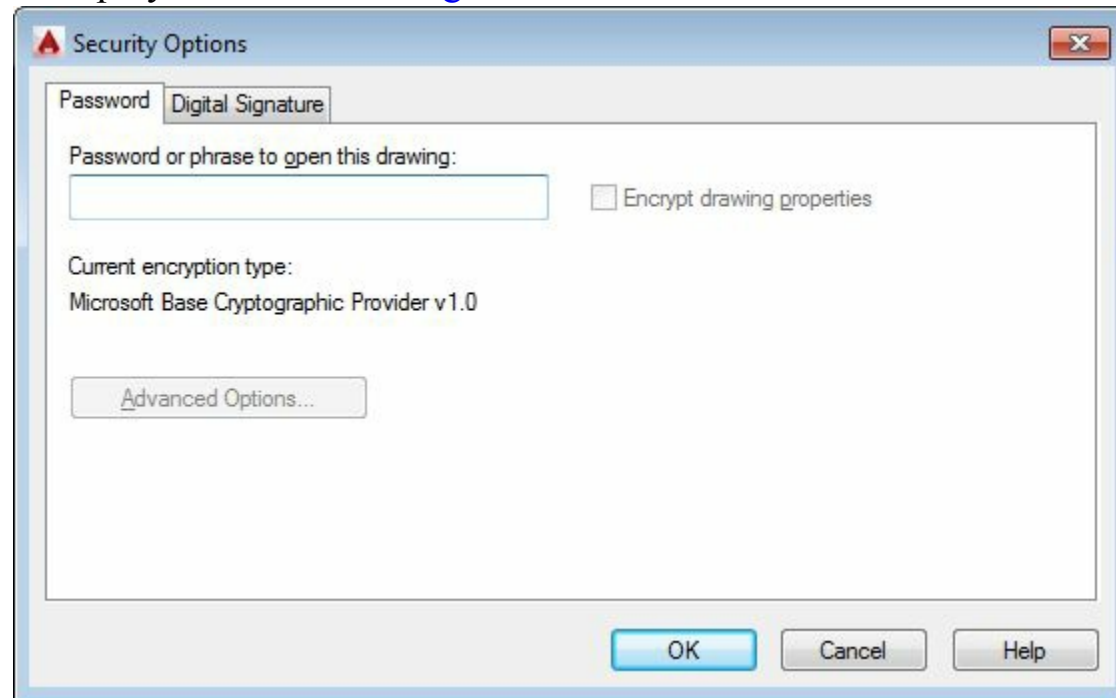 Security Options
Password Digital Signature
Password or phrase to open this drawing:
Encrypt drawing properties
Current encryption type:
Microsoft Base Cryptographic Provider v1.0
Advanced Options...
OK Cancel Help